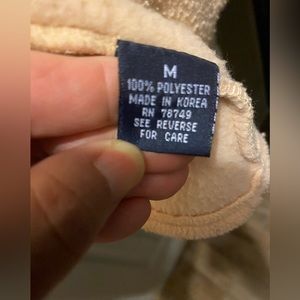 M
100% POLYESTER
MADE IN KOREA
RN 78749
SEE REVERSE
FOR CARE